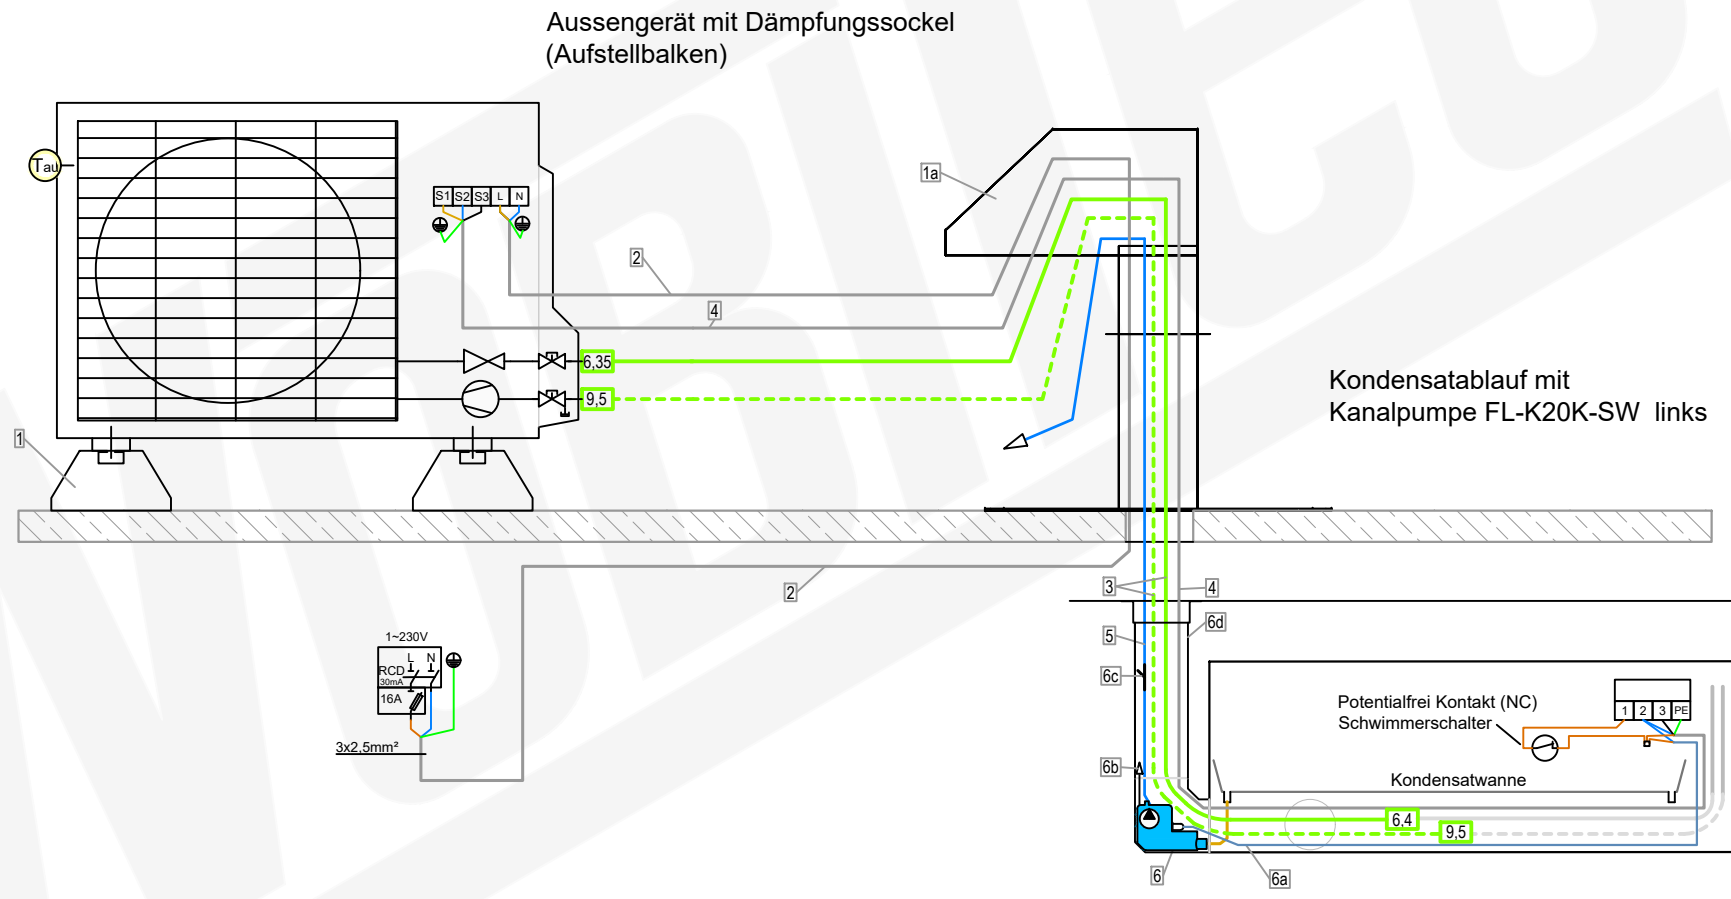 Aussengerät mit Dämpfungssockel
(Aufstellbalken)
Tau
S1 S2 S3 L N
1a
2
4
6,35
9,5
Kondensatablauf mit
Kanalpumpe FL-K20K-SW links
1
2
3
4
5
6d
6c
1~230V
L N
RCD
30mA
16A
3x2,5mm²
Potentialfrei Kontakt (NC)
Schwimmerschalter
1 2 3 PE
6b
Kondensatwanne
6,4
9,5
6
6a